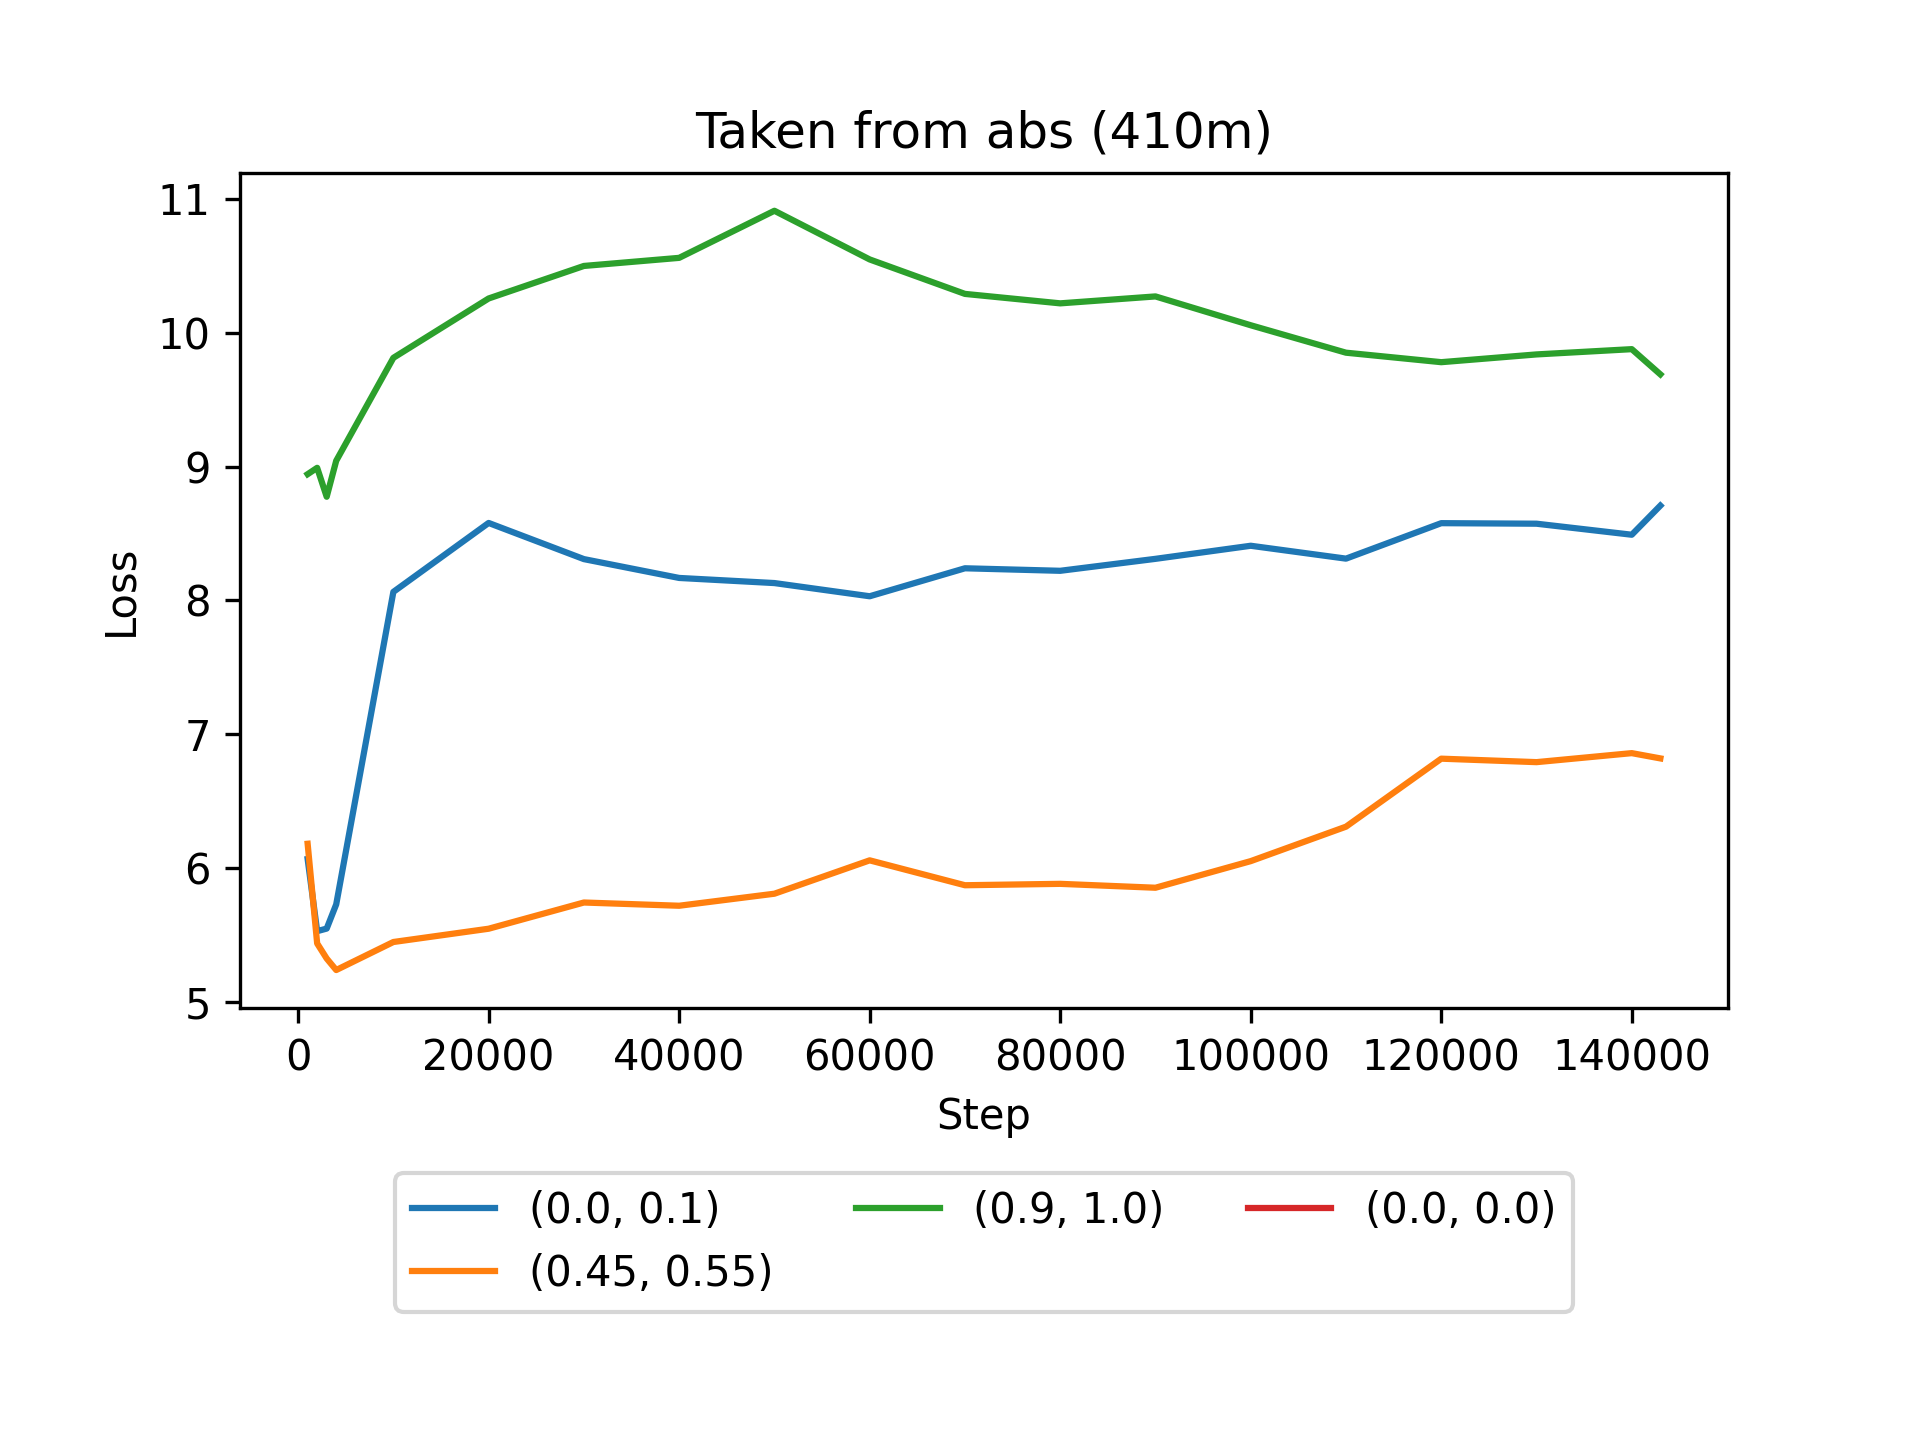 Taken from abs (410m)
11
10
9
8
7
6
5
Loss
0 20000 40000 60000 80000 100000 120000 140000
Step
(0.0, 0.1) (0.9, 1.0) (0.0, 0.0)
(0.45, 0.55)